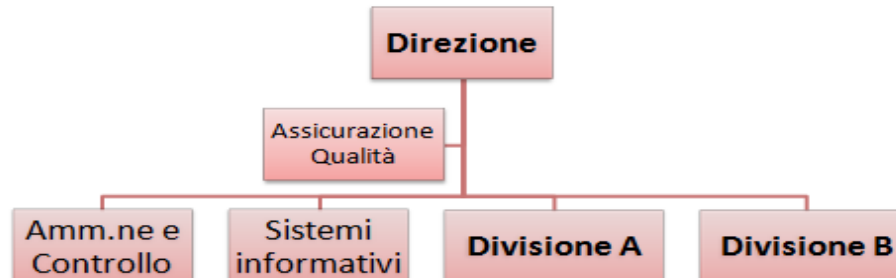 Direzione
Assicurazione
Qualità
Amm.ne e
Controllo
Sistemi
informativi
Divisione A
Divisione B